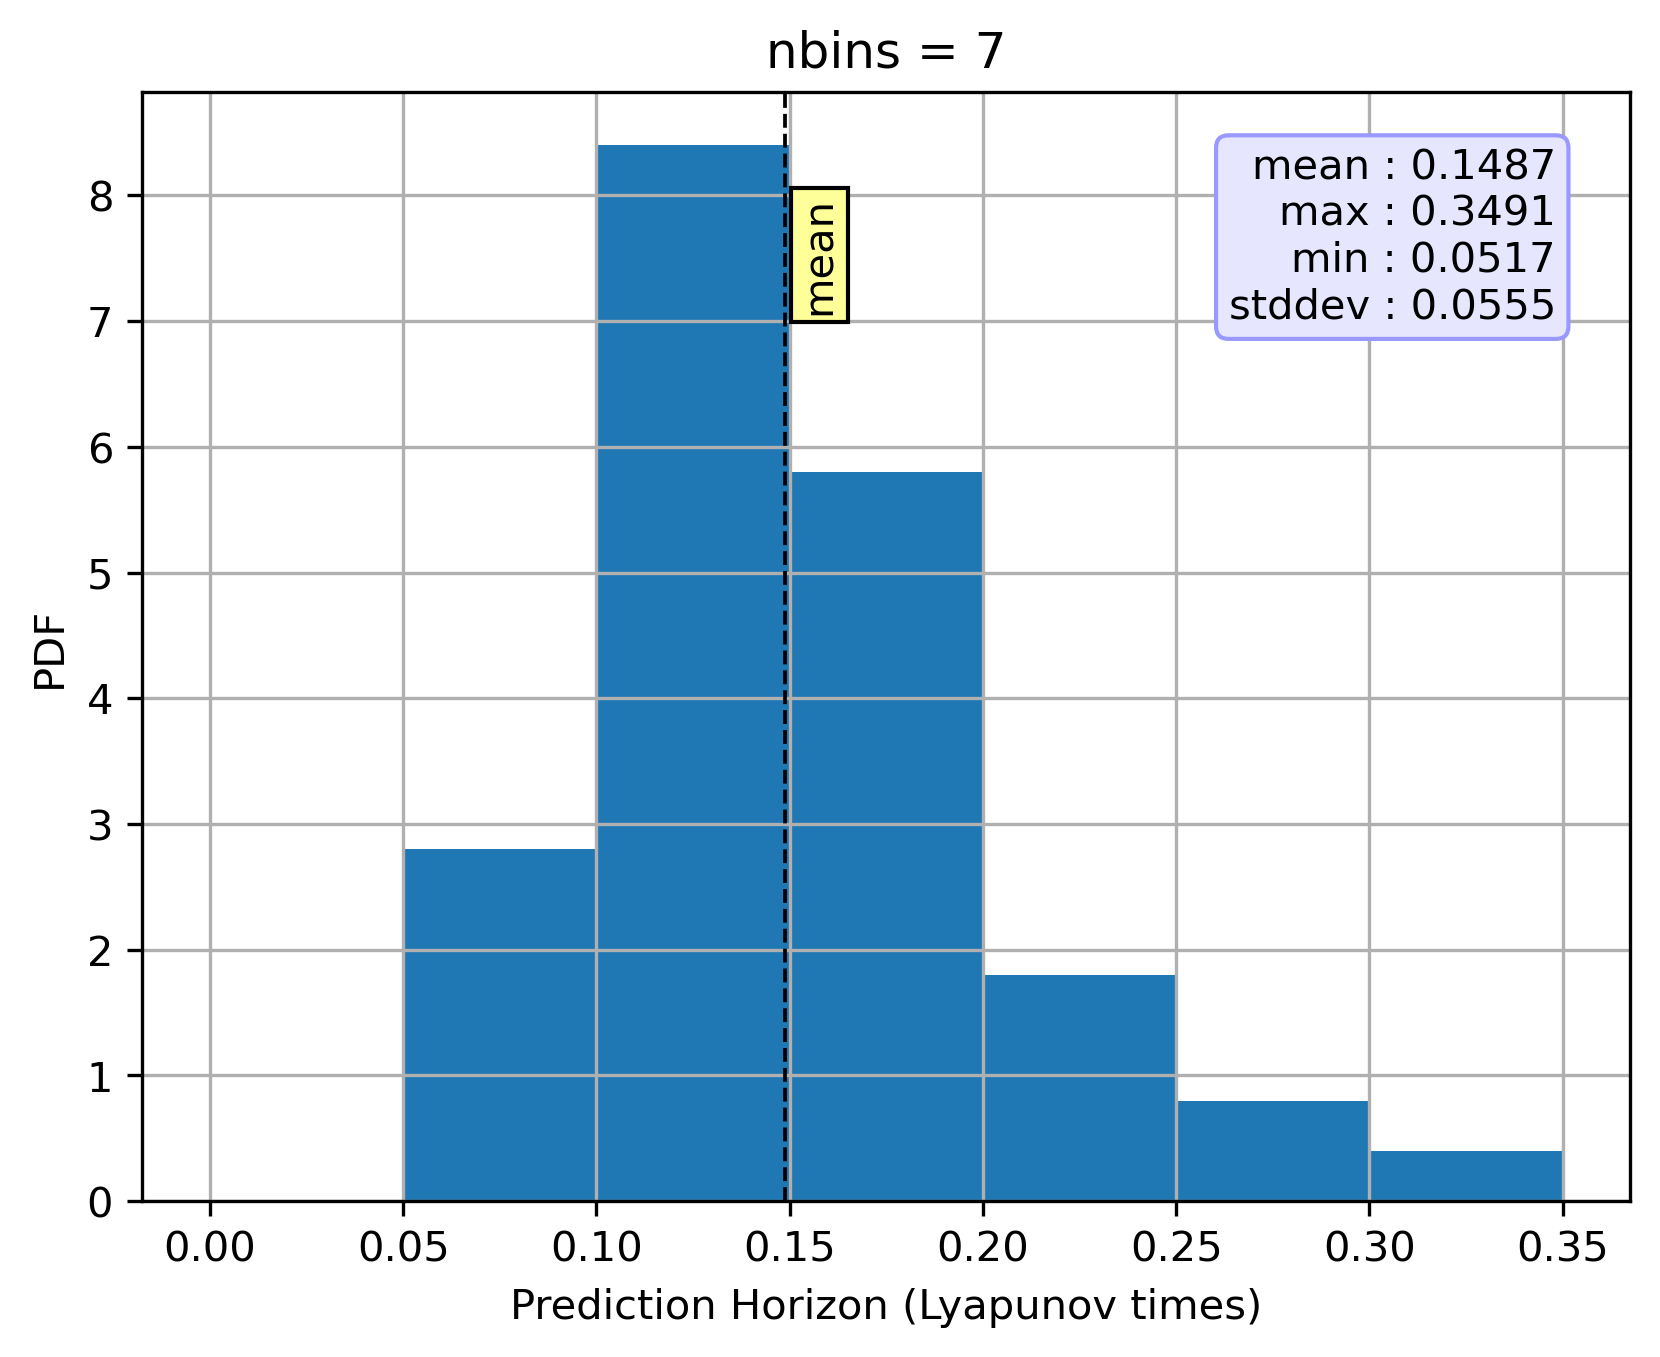 nbins = 7
mean : 0.1487
max : 0.3491
min : 0.0517
stddev : 0.0555
mean
PDF
8
7
6
5
4
3
2
1
0
0.00 0.05 0.10 0.15 0.20 0.25 0.30 0.35
Prediction Horizon (Lyapunov times)